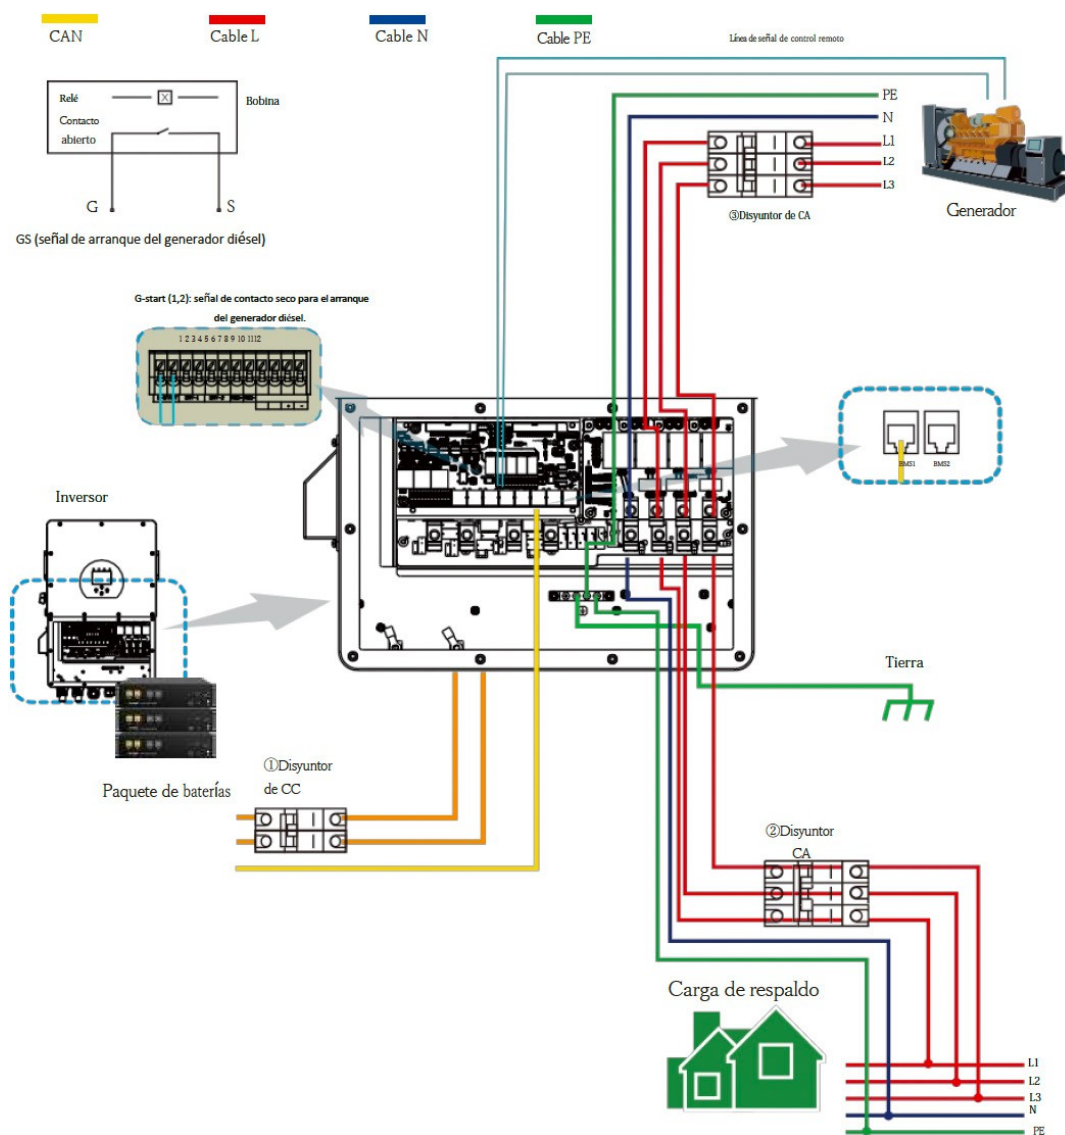 CAN
Cable L
Cable N
Cable PE
Línea de señal de control remoto
Relé
Bobina
Contacto
abierto
G
S
GS (señal de arranque del generador diésel)
PE
N
L1
L2
L3
③Disyuntor de CA
Generador
G-start (1,2): señal de contacto seco para el arranque
del generador diésel.
1 2 3 4 5 6 7 8 9 10 1112
BMS1
BMS2
Inversor
Tierra
Paquete de baterías
①Disyuntor
de CC
②Disyuntor
CA
Carga de respaldo
L1
L2
L3
N
PE